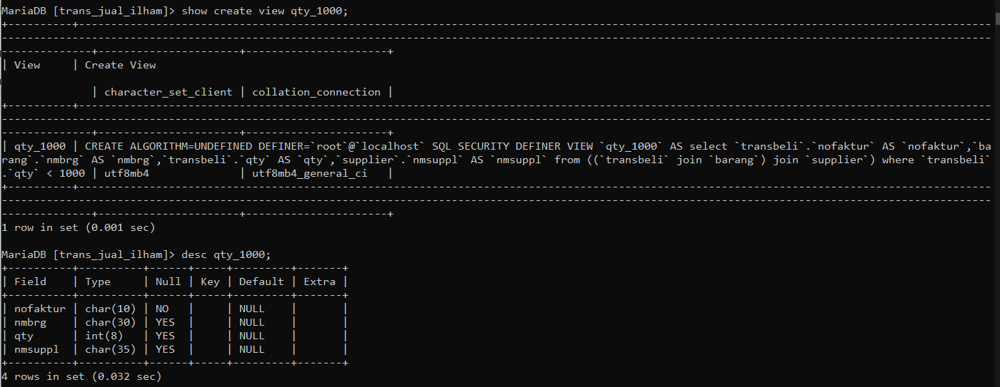 MariaDB [trans_jual_ilham]> show create view qty_1000;
+----------+----------------------------------------------------------------------------------------------------------------------------------------------
----------------------------------------------------------------------------------------------------------------------------------------------------------
--------------+----------------------+----------------------+
| View     | Create View
              | character_set_client | collation_connection |
+----------+----------------------------------------------------------------------------------------------------------------------------------------------
----------------------------------------------------------------------------------------------------------------------------------------------------------
--------------+----------------------+----------------------+
| qty_1000 | CREATE ALGORITHM=UNDEFINED DEFINER=`root`@`localhost` SQL SECURITY DEFINER VIEW `qty_1000` AS select `transbeli`.`nofaktur` AS `nofaktur`,`ba
rang`.`nmbrg` AS `nmbrg`,`transbeli`.`qty` AS `qty`,`supplier`.`nmsuppl` AS `nmsuppl` from ((`transbeli` join `barang`) join `supplier`) where `transbeli`
.`qty` < 1000 | utf8mb4              | utf8mb4_general_ci   |
+----------+----------------------------------------------------------------------------------------------------------------------------------------------
----------------------------------------------------------------------------------------------------------------------------------------------------------
--------------+----------------------+----------------------+
1 row in set (0.001 sec)
MariaDB [trans_jual_ilham]> desc qty_1000;
+----------+----------+------+-----+---------+-------+
| Field    | Type     | Null | Key | Default | Extra |
+----------+----------+------+-----+---------+-------+
| nofaktur | char(10) | NO   |     | NULL    |       |
| nmbrg    | char(30) | YES  |     | NULL    |       |
| qty      | int(8)   | YES  |     | NULL    |       |
| nmsuppl  | char(35) | YES  |     | NULL    |       |
+----------+----------+------+-----+---------+-------+
4 rows in set (0.032 sec)